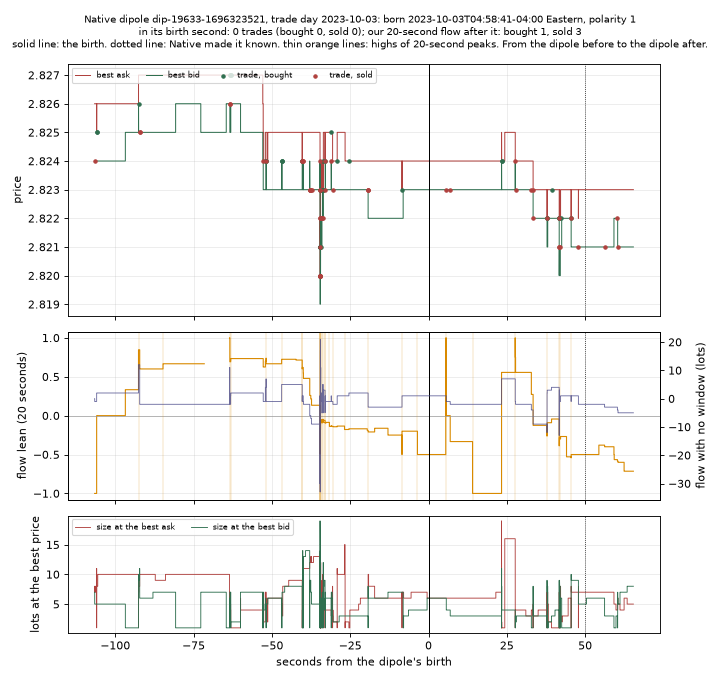 Native dipole dip-19633-1696323521, trade day 2023-10-03: born 2023-10-03T04:58:41-04:00 Eastern, polarity 1
in its birth second: 0 trades (bought 0, sold 0); our 20-second flow after it: bought 1, sold 3
solid line: the birth. dotted line: Native made it known. thin orange lines: highs of 20-second peaks. From the dipole before to the dipole after.
best ask
best bid
trade, bought
trade, sold
2.827
2.826
2.825
2.824
2.823
2.822
2.821
2.820
2.819
price
1.0
0.5
0.0
−0.5
−1.0
flow lean (20 seconds)
20
10
0
−10
−20
−30
flow with no window (lots)
size at the best ask
size at the best bid
15
10
5
lots at the best price
−100
−75
−50
−25
0
25
50
seconds from the dipole's birth